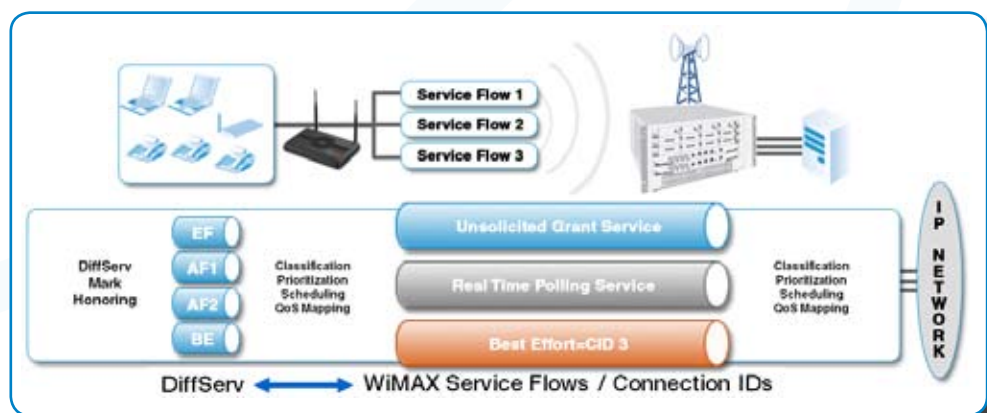 Service Flow 1
Service Flow 2
Service Flow 3
DiffServ
Mark
Honoring
EF
AF1
AF2
BE
Classification
Prioritization
Scheduling
QoS Mapping
Unsolicited Grant Service
Real Time Polling Service
Best Effort=CID 3
Classification
Prioritization
Scheduling
QoS Mapping
IP NETWORK
DiffServ
WiMAX Service Flows / Connection IDs